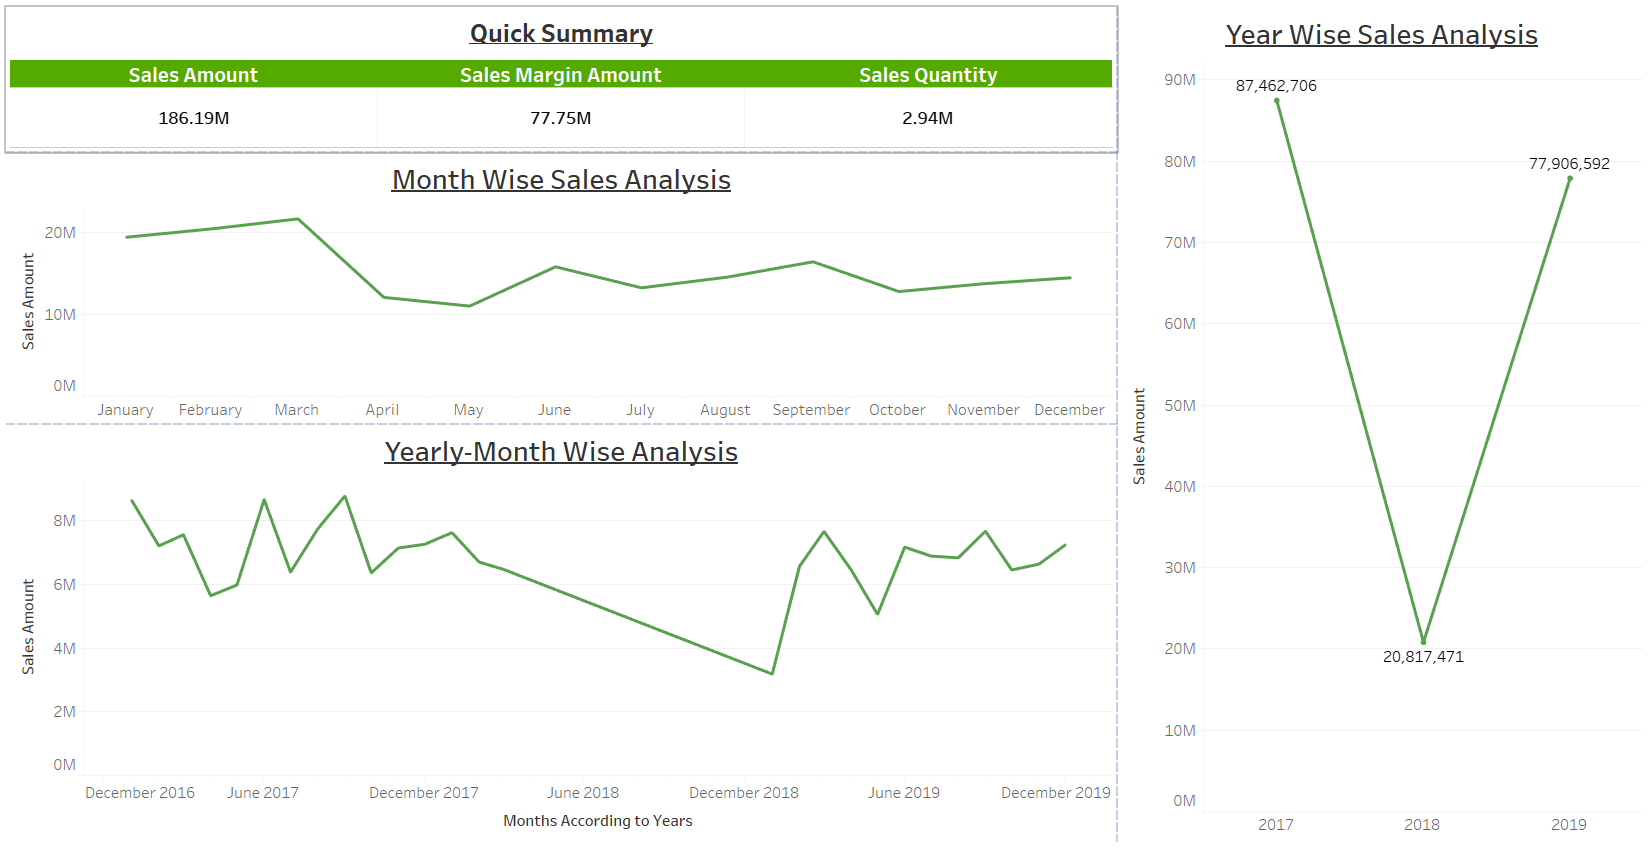 Quick Summary
Sales Amount Sales Margin Amount Sales Quantity
186.19M 77.75M 2.94M
Month Wise Sales Analysis
Sales Amount
20M
10M
0M
January February March April May June July August September October November December
Yearly-Month Wise Analysis
Sales Amount
8M
6M
4M
2M
0M
December 2016 June 2017 December 2017 June 2018 December 2018 June 2019 December 2019
Months According to Years
Year Wise Sales Analysis
Sales Amount
90M
80M
70M
60M
50M
40M
30M
20M
10M
0M
87,462,706
77,906,592
20,817,471
2017 2018 2019